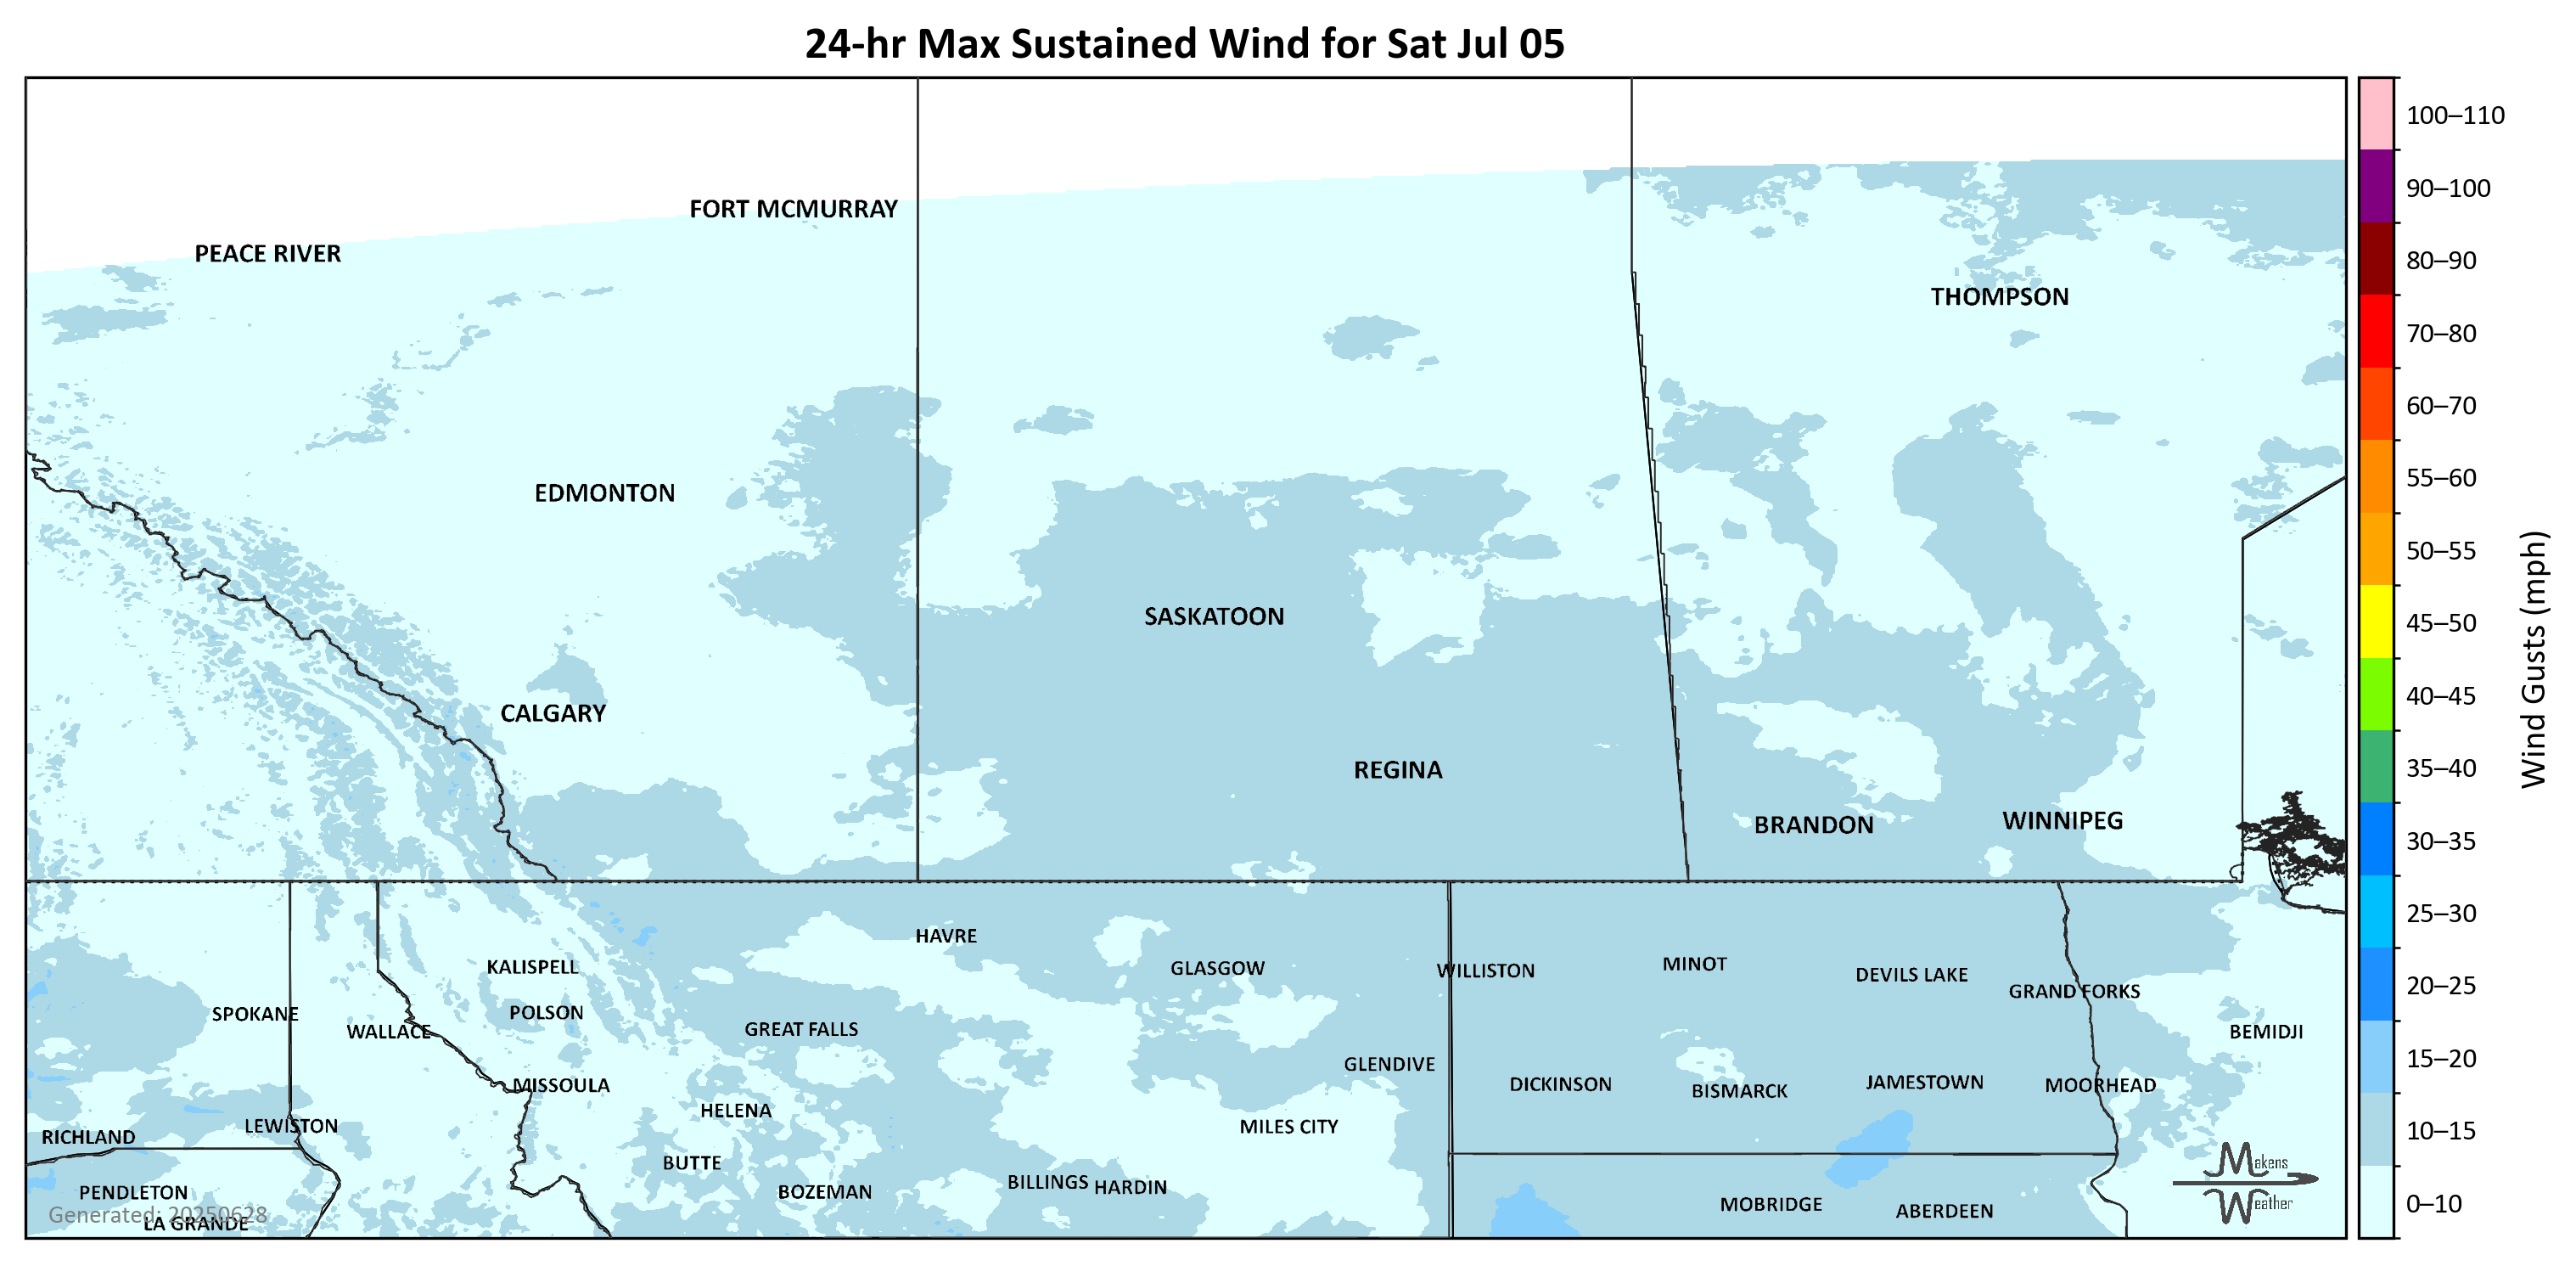 24-hr Max Sustained Wind for Sat Jul 05
100–110
90–100
80–90
70–80
60–70
55–60
50–55
45–50
40–45
35–40
30–35
25–30
20–25
15–20
10–15
0–10
Wind Gusts (mph)
FORT MCMURRAY
PEACE RIVER
THOMPSON
EDMONTON
SASKATOON
CALGARY
REGINA
BRANDON
WINNIPEG
HAVRE
KALISPELL
GLASGOW
WILLISTON
MINOT
DEVILS LAKE
GRAND FORKS
SPOKANE
POLSON
WALLACE
GREAT FALLS
BEMIDJI
GLENDIVE
MISSOULA
DICKINSON
BISMARCK
JAMESTOWN
MOORHEAD
HELENA
LEWISTON
MILES CITY
RICHLAND
BUTTE
BILLINGS
HARDIN
PENDLETON
BOZEMAN
MOBRIDGE
ABERDEEN
Generated: 20250628
LA GRANDE
Makens
Weather